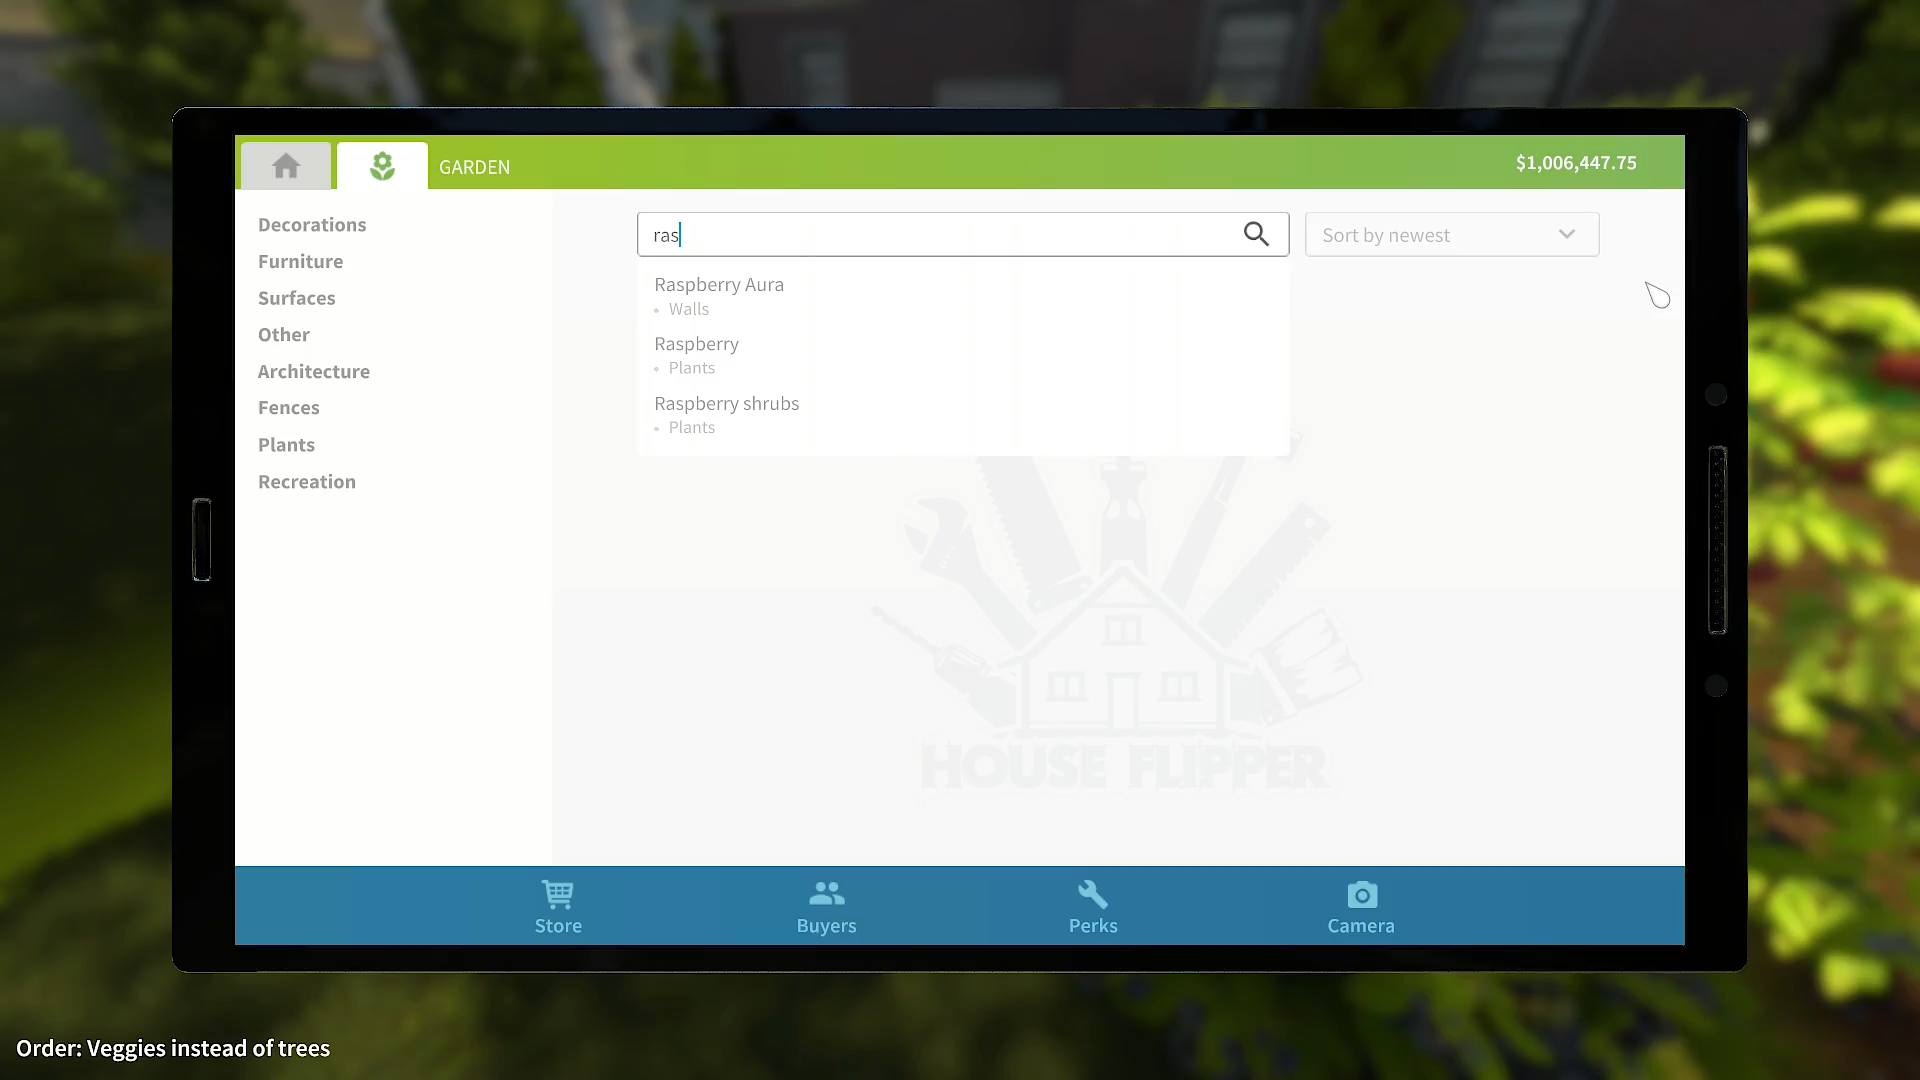 GARDEN
$1,006,447.75
Decorations
Furniture
Surfaces
Other
Architecture
Fences
Plants
Recreation
ras
Sort by newest
Raspberry Aura
• Walls
Raspberry
• Plants
Raspberry shrubs
• Plants
HOUSE FLIPPER
Store
Buyers
Perks
Camera
Order: Veggies instead of trees